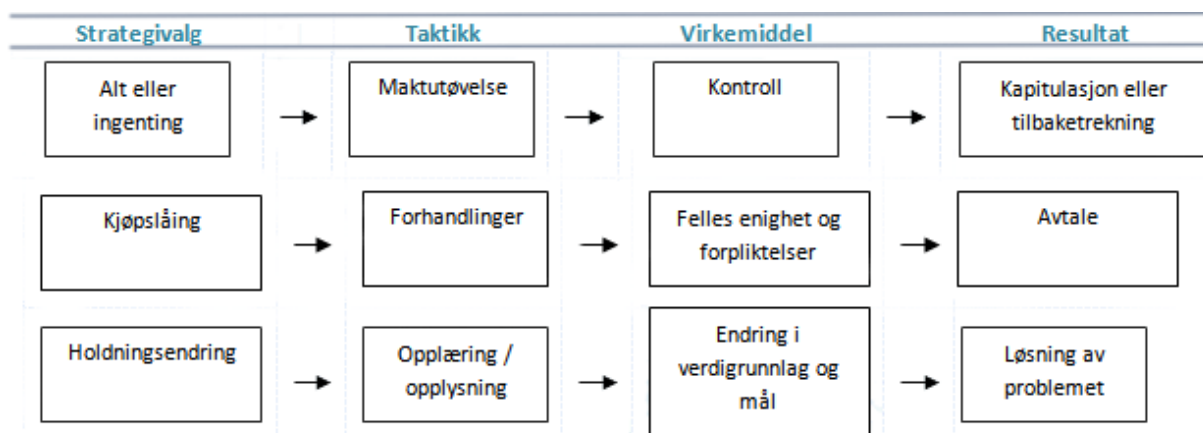 Strategivalg Taktikk Virkemiddel Resultat
Alt eller
ingenting
Maktutøvelse
Kontroll
Kapitulasjon eller
tilbaketrekning
Kjøpslåing
Forhandlinger
Felles enighet og
forpliktelser
Avtale
Holdningsendring
Opplæring /
opplysning
Endring i
verdigrunnlag og
mål
Løsning av
problemet